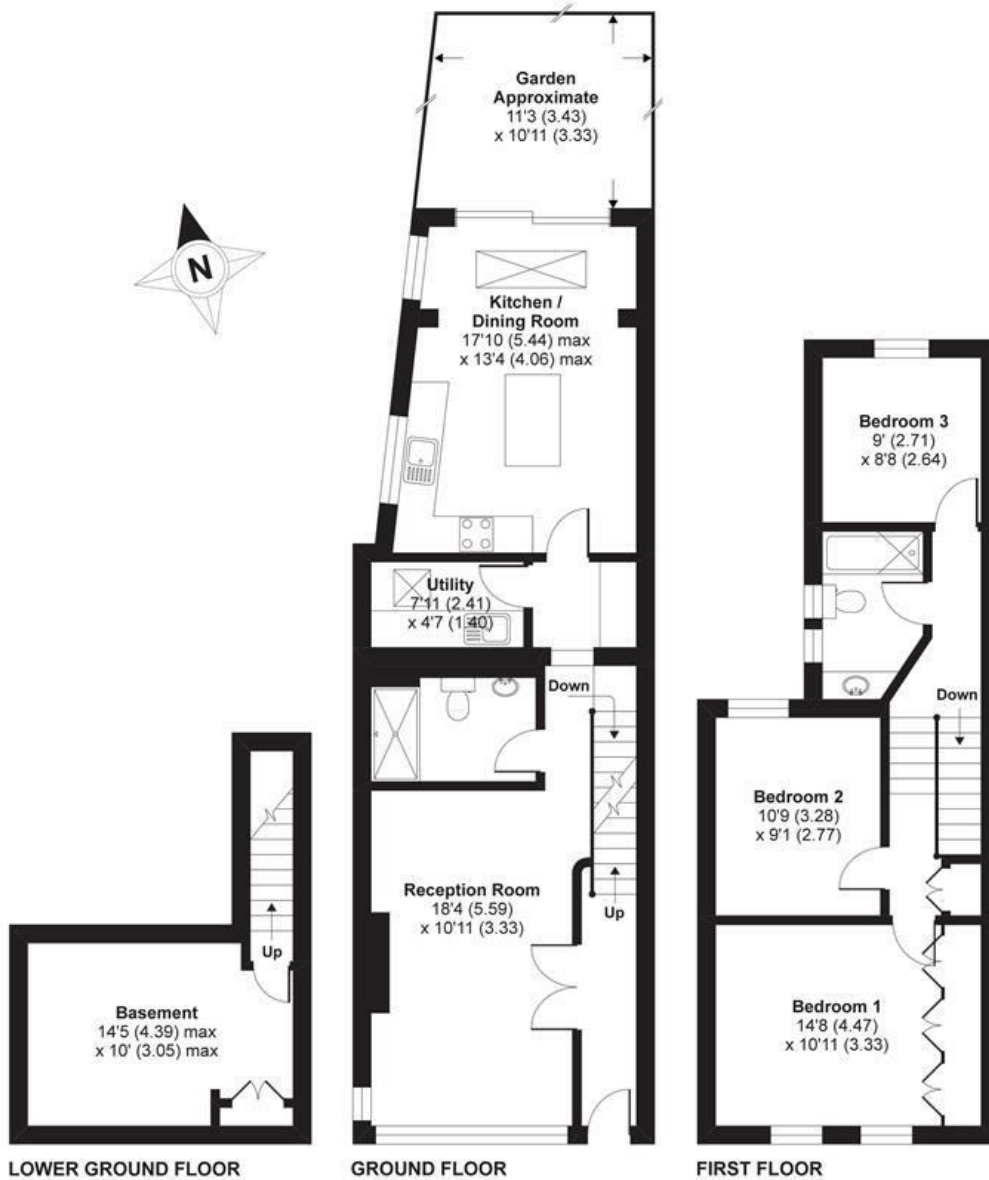 Garden
Approximate
11'3 (3.43)
x 10'11 (3.33)
N
Kitchen /
Dining Room
17'10 (5.44) max
x 13'4 (4.06) max
Utility
7'11 (2.41)
x 4'7 (1.40)
Down
Reception Room
18'4 (5.59)
x 10'11 (3.33)
Up
Bedroom 3
9' (2.71)
x 8'8 (2.64)
Down
Bedroom 2
10'9 (3.28)
x 9'1 (2.77)
Bedroom 1
14'8 (4.47)
x 10'11 (3.33)
Up
Basement
14'5 (4.39) max
x 10' (3.05) max
LOWER GROUND FLOOR
GROUND FLOOR
FIRST FLOOR